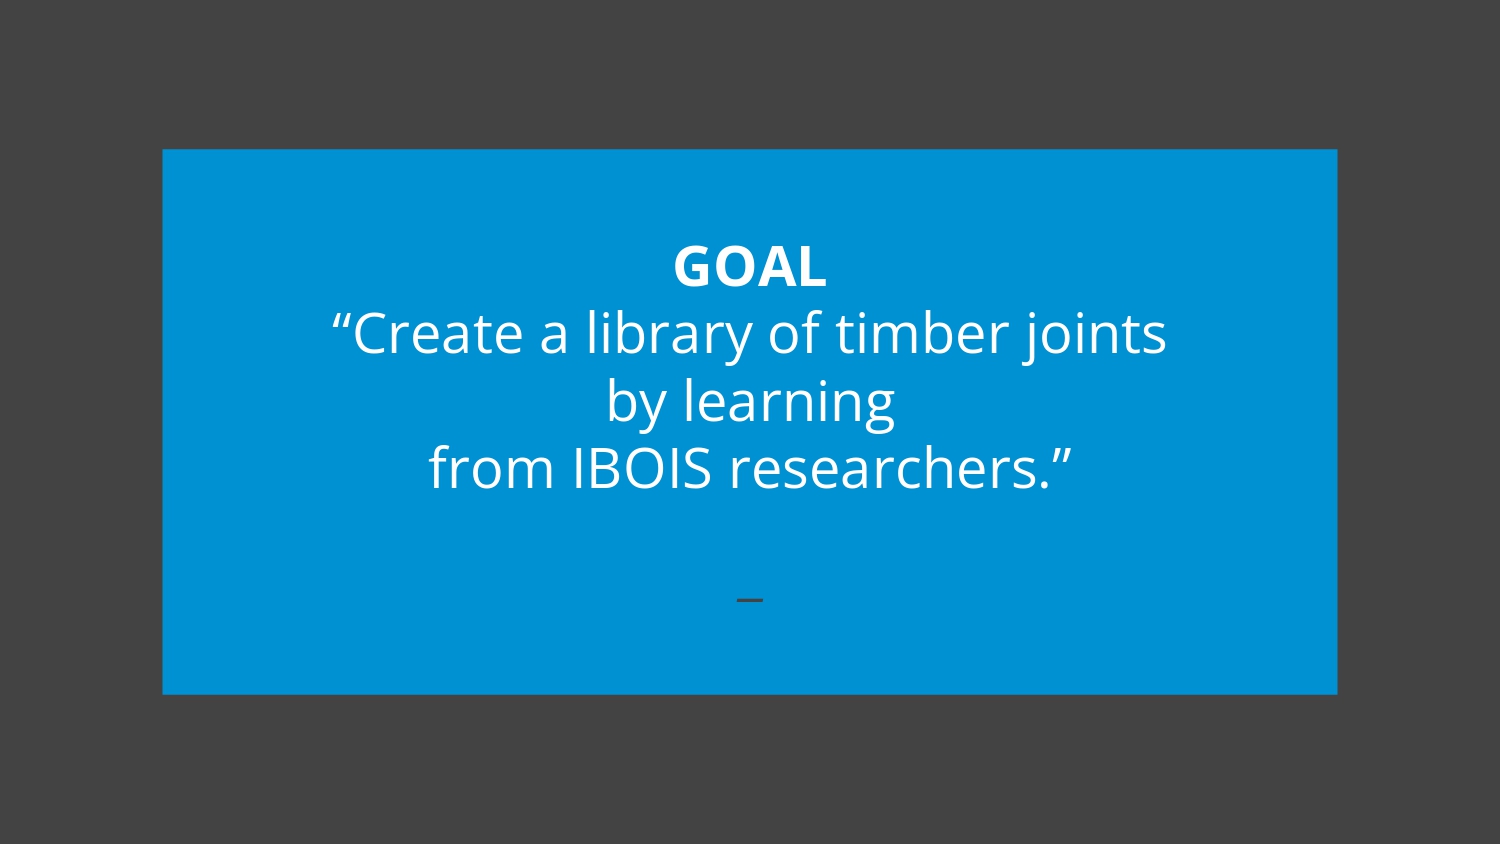 GOAL
“Create a library of timber joints
by learning
from IBOIS researchers.”
_